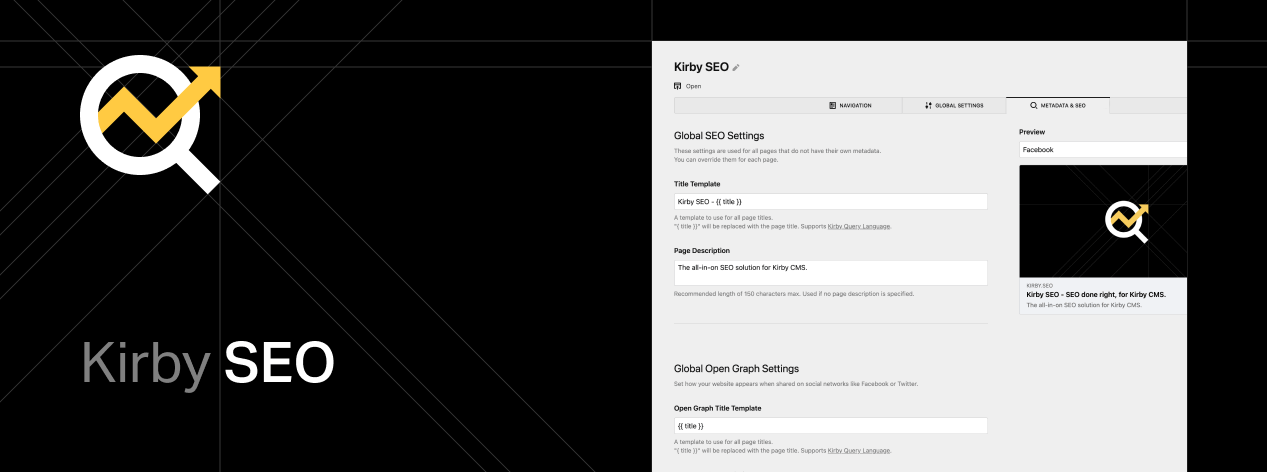 Kirby SEO
Kirby SEO
Open
NAVIGATION
GLOBAL SETTINGS
METADATA & SEO
Global SEO Settings
These settings are used for all pages that do not have their own metadata.
You can override them for each page.
Title Template
Kirby SEO - {{ title }}
A template to use for all page titles.
"{ title }}" will be replaced with the page title. Supports Kirby Query Language.
Page Description
The all-in-on SEO solution for Kirby CMS.
Recommended length of 150 characters max. Used if no page description is specified.
Global Open Graph Settings
Set how your website appears when shared on social networks like Facebook or Twitter.
Open Graph Title Template
{{ title }}
A template to use for all page titles.
"{ title }}" will be replaced with the page title. Supports Kirby Query Language.
Preview
Facebook
KIRBY.SEO
Kirby SEO - SEO done right, for Kirby CMS.
The all-in-on SEO solution for Kirby CMS.